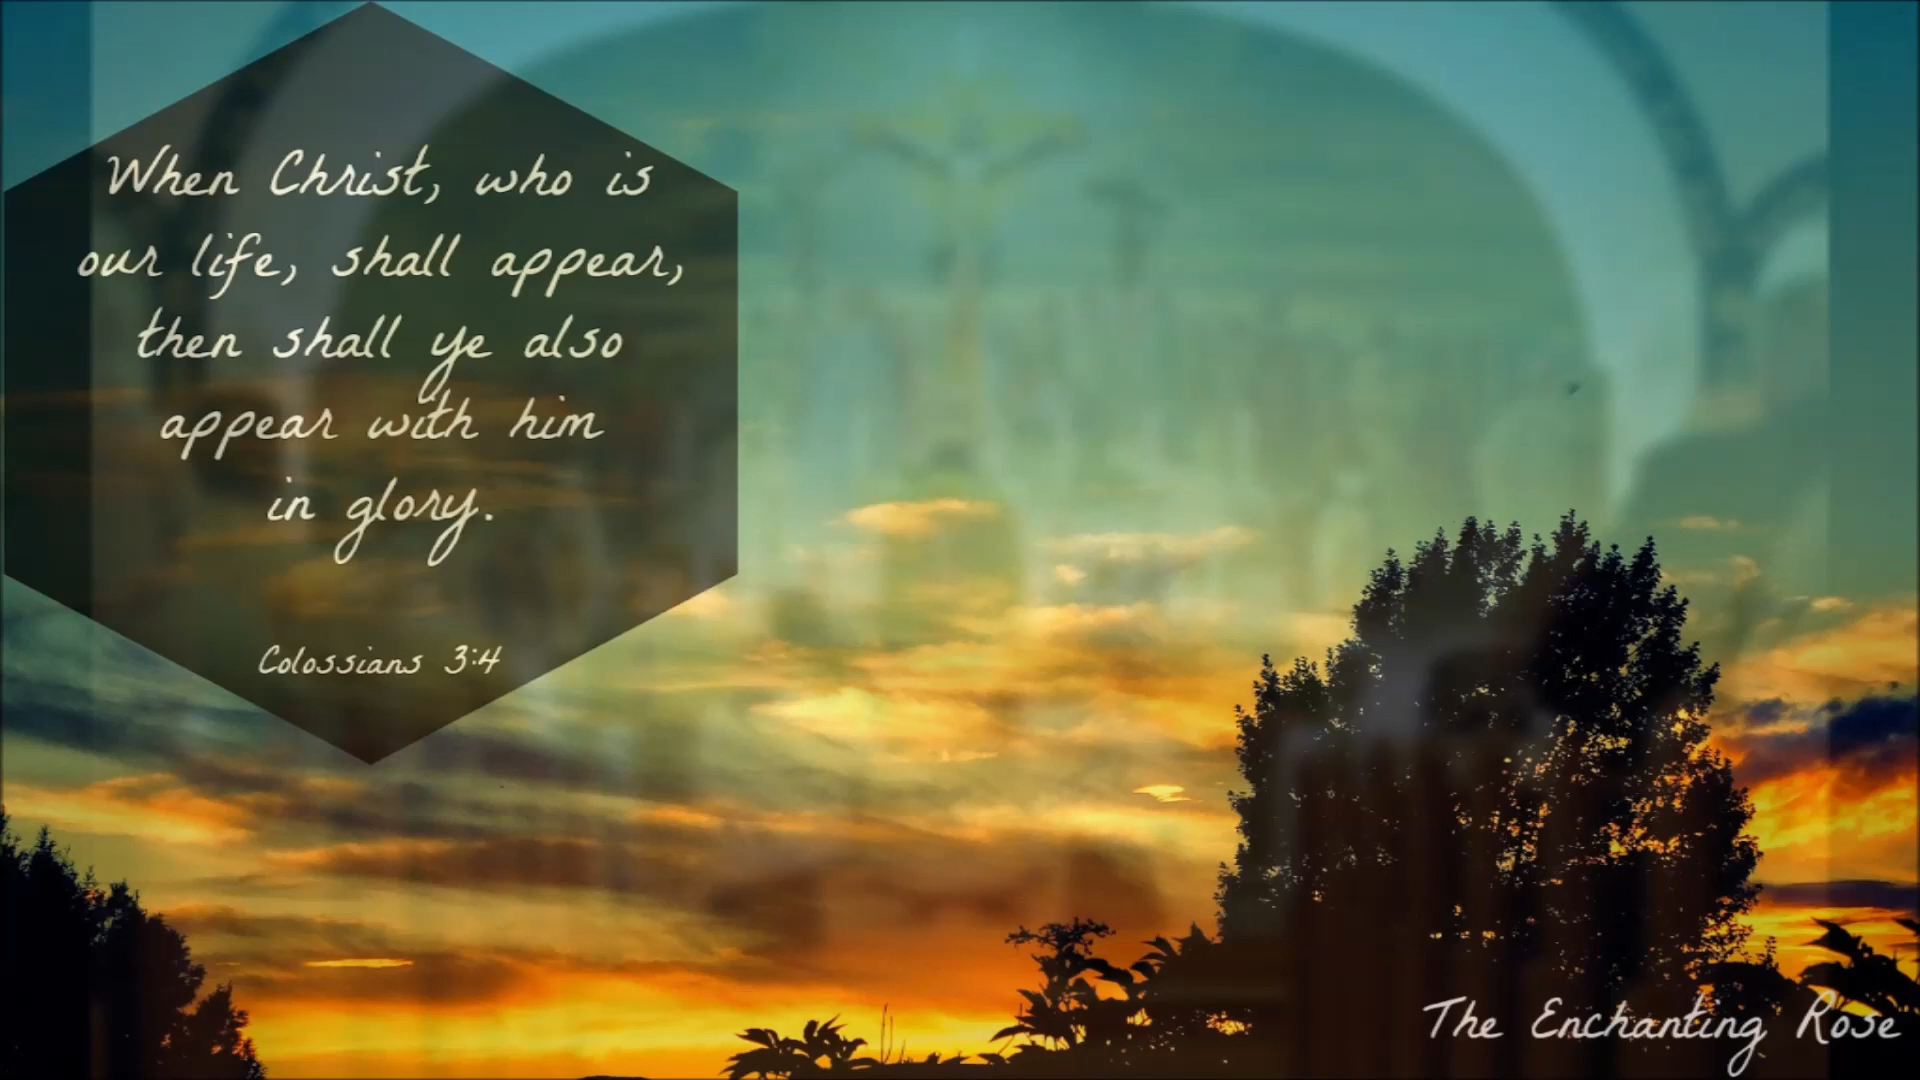 When Christ, who is
our life, shall appear,
then shall ye also
appear with him
in glory.
Colossians 3:4
The Enchanting Rose